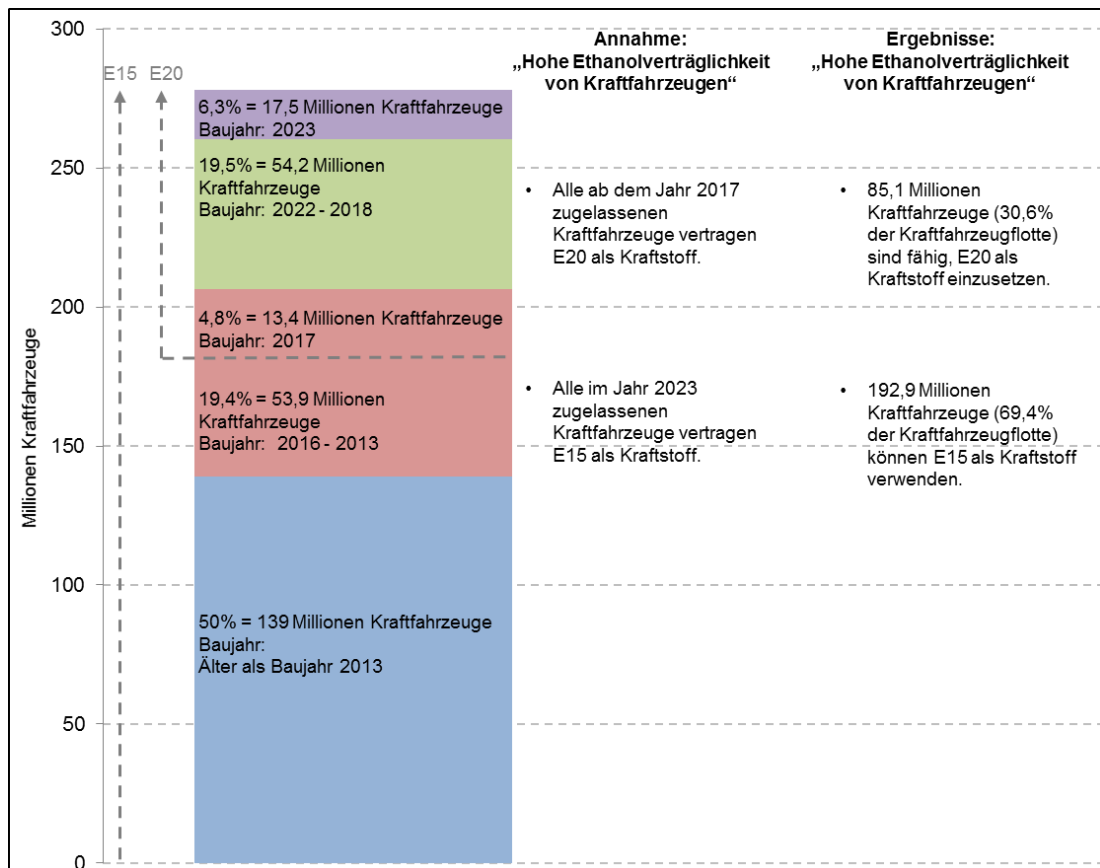 Millionen Kraftfahrzeuge
300
250
200
150
100
50
0
E15
E20
6,3% = 17,5 Millionen Kraftfahrzeuge
Baujahr: 2023
19,5% = 54,2 Millionen
Kraftfahrzeuge
Baujahr: 2022 - 2018
4,8% = 13,4 Millionen Kraftfahrzeuge
Baujahr: 2017
19,4% = 53,9 Millionen
Kraftfahrzeuge
Baujahr: 2016 - 2013
50% = 139 Millionen Kraftfahrzeuge
Baujahr:
Älter als Baujahr 2013
Annahme:
„Hohe Ethanolverträglichkeit
von Kraftfahrzeugen“
• Alle ab dem Jahr 2017
zugelassenen
Kraftfahrzeuge vertragen
E20 als Kraftstoff.
• Alle im Jahr 2023
zugelassenen
Kraftfahrzeuge vertragen
E15 als Kraftstoff.
Ergebnisse:
„Hohe Ethanolverträglichkeit
von Kraftfahrzeugen“
• 85,1 Millionen
Kraftfahrzeuge (30,6%
der Kraftfahrzeugflotte)
sind fähig, E20 als
Kraftstoff einzusetzen.
• 192,9 Millionen
Kraftfahrzeuge (69,4%
der Kraftfahrzeugflotte)
können E15 als Kraftstoff
verwenden.